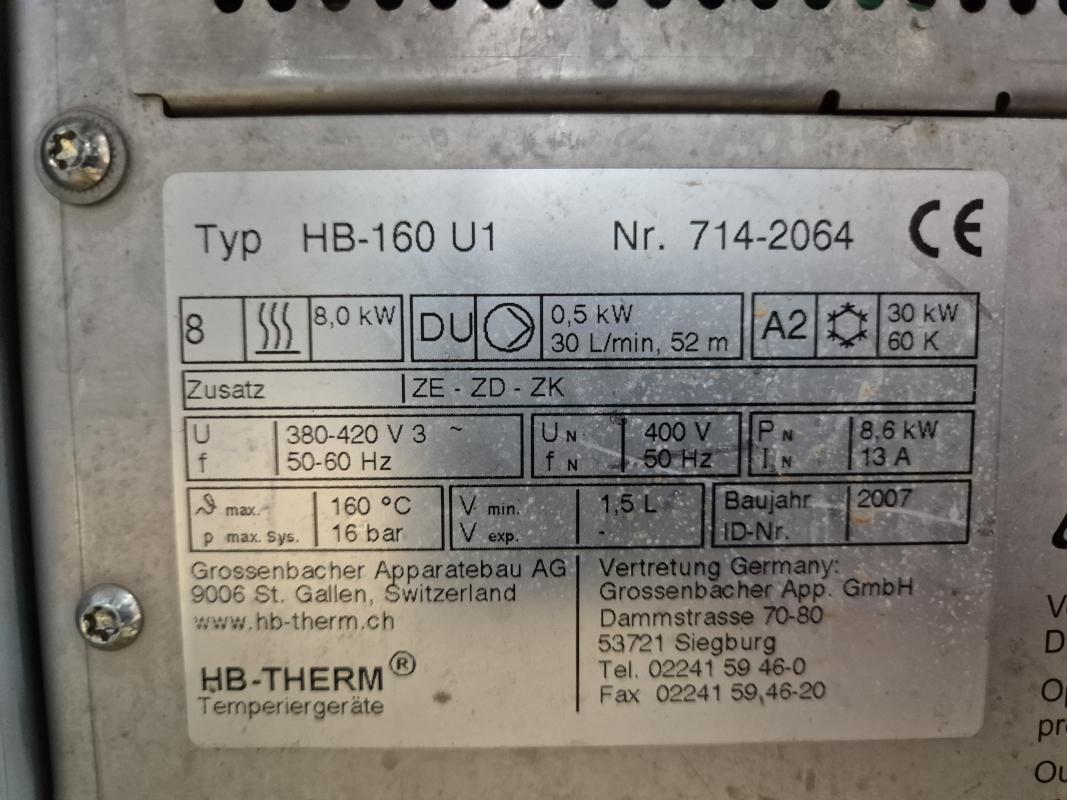 Typ HB-160 U1 Nr. 714-2064 CE
8 8,0 kW DU 0,5 kW 30 L/min, 52 m A2 30 kW 60 K
Zusatz ZE - ZD - ZK
U 380-420 V 3 ~ U N 400 V P N 8,6 kW
f 50-60 Hz f N 50 Hz I N 13 A
ϑ max. 160 °C V min. 1,5 L Baujahr 2007
p max. Sys. 16 bar V exp. - ID-Nr.
Grossenbacher Apparatebau AG
9006 St. Gallen, Switzerland
www.hb-therm.ch
HB-THERM®
Temperiergeräte
Vertretung Germany:
Grossenbacher App. GmbH
Dammstrasse 70-80
53721 Siegburg
Tel. 02241 59 46-0
Fax 02241 59 46-20